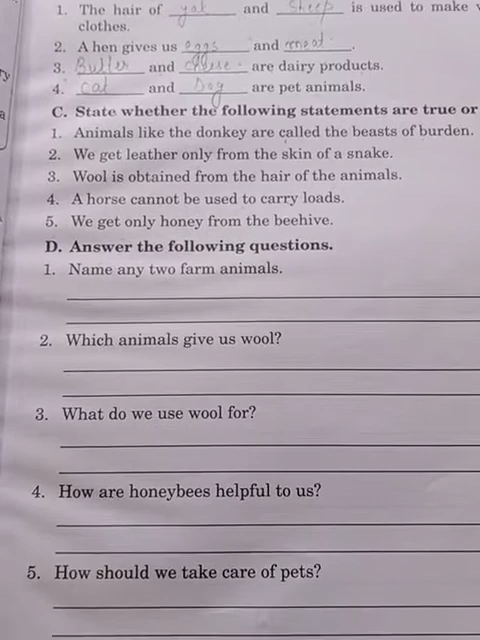 1. The hair of yak and sheep is used to make
clothes.
2. A hen gives us eggs and meat.
3. Butter and cheese are dairy products.
4. Cat and Dog are pet animals.
C. State whether the following statements are true or
1. Animals like the donkey are called the beasts of burden.
2. We get leather only from the skin of a snake.
3. Wool is obtained from the hair of the animals.
4. A horse cannot be used to carry loads.
5. We get only honey from the beehive.
D. Answer the following questions.
1. Name any two farm animals.
2. Which animals give us wool?
3. What do we use wool for?
4. How are honeybees helpful to us?
5. How should we take care of pets?